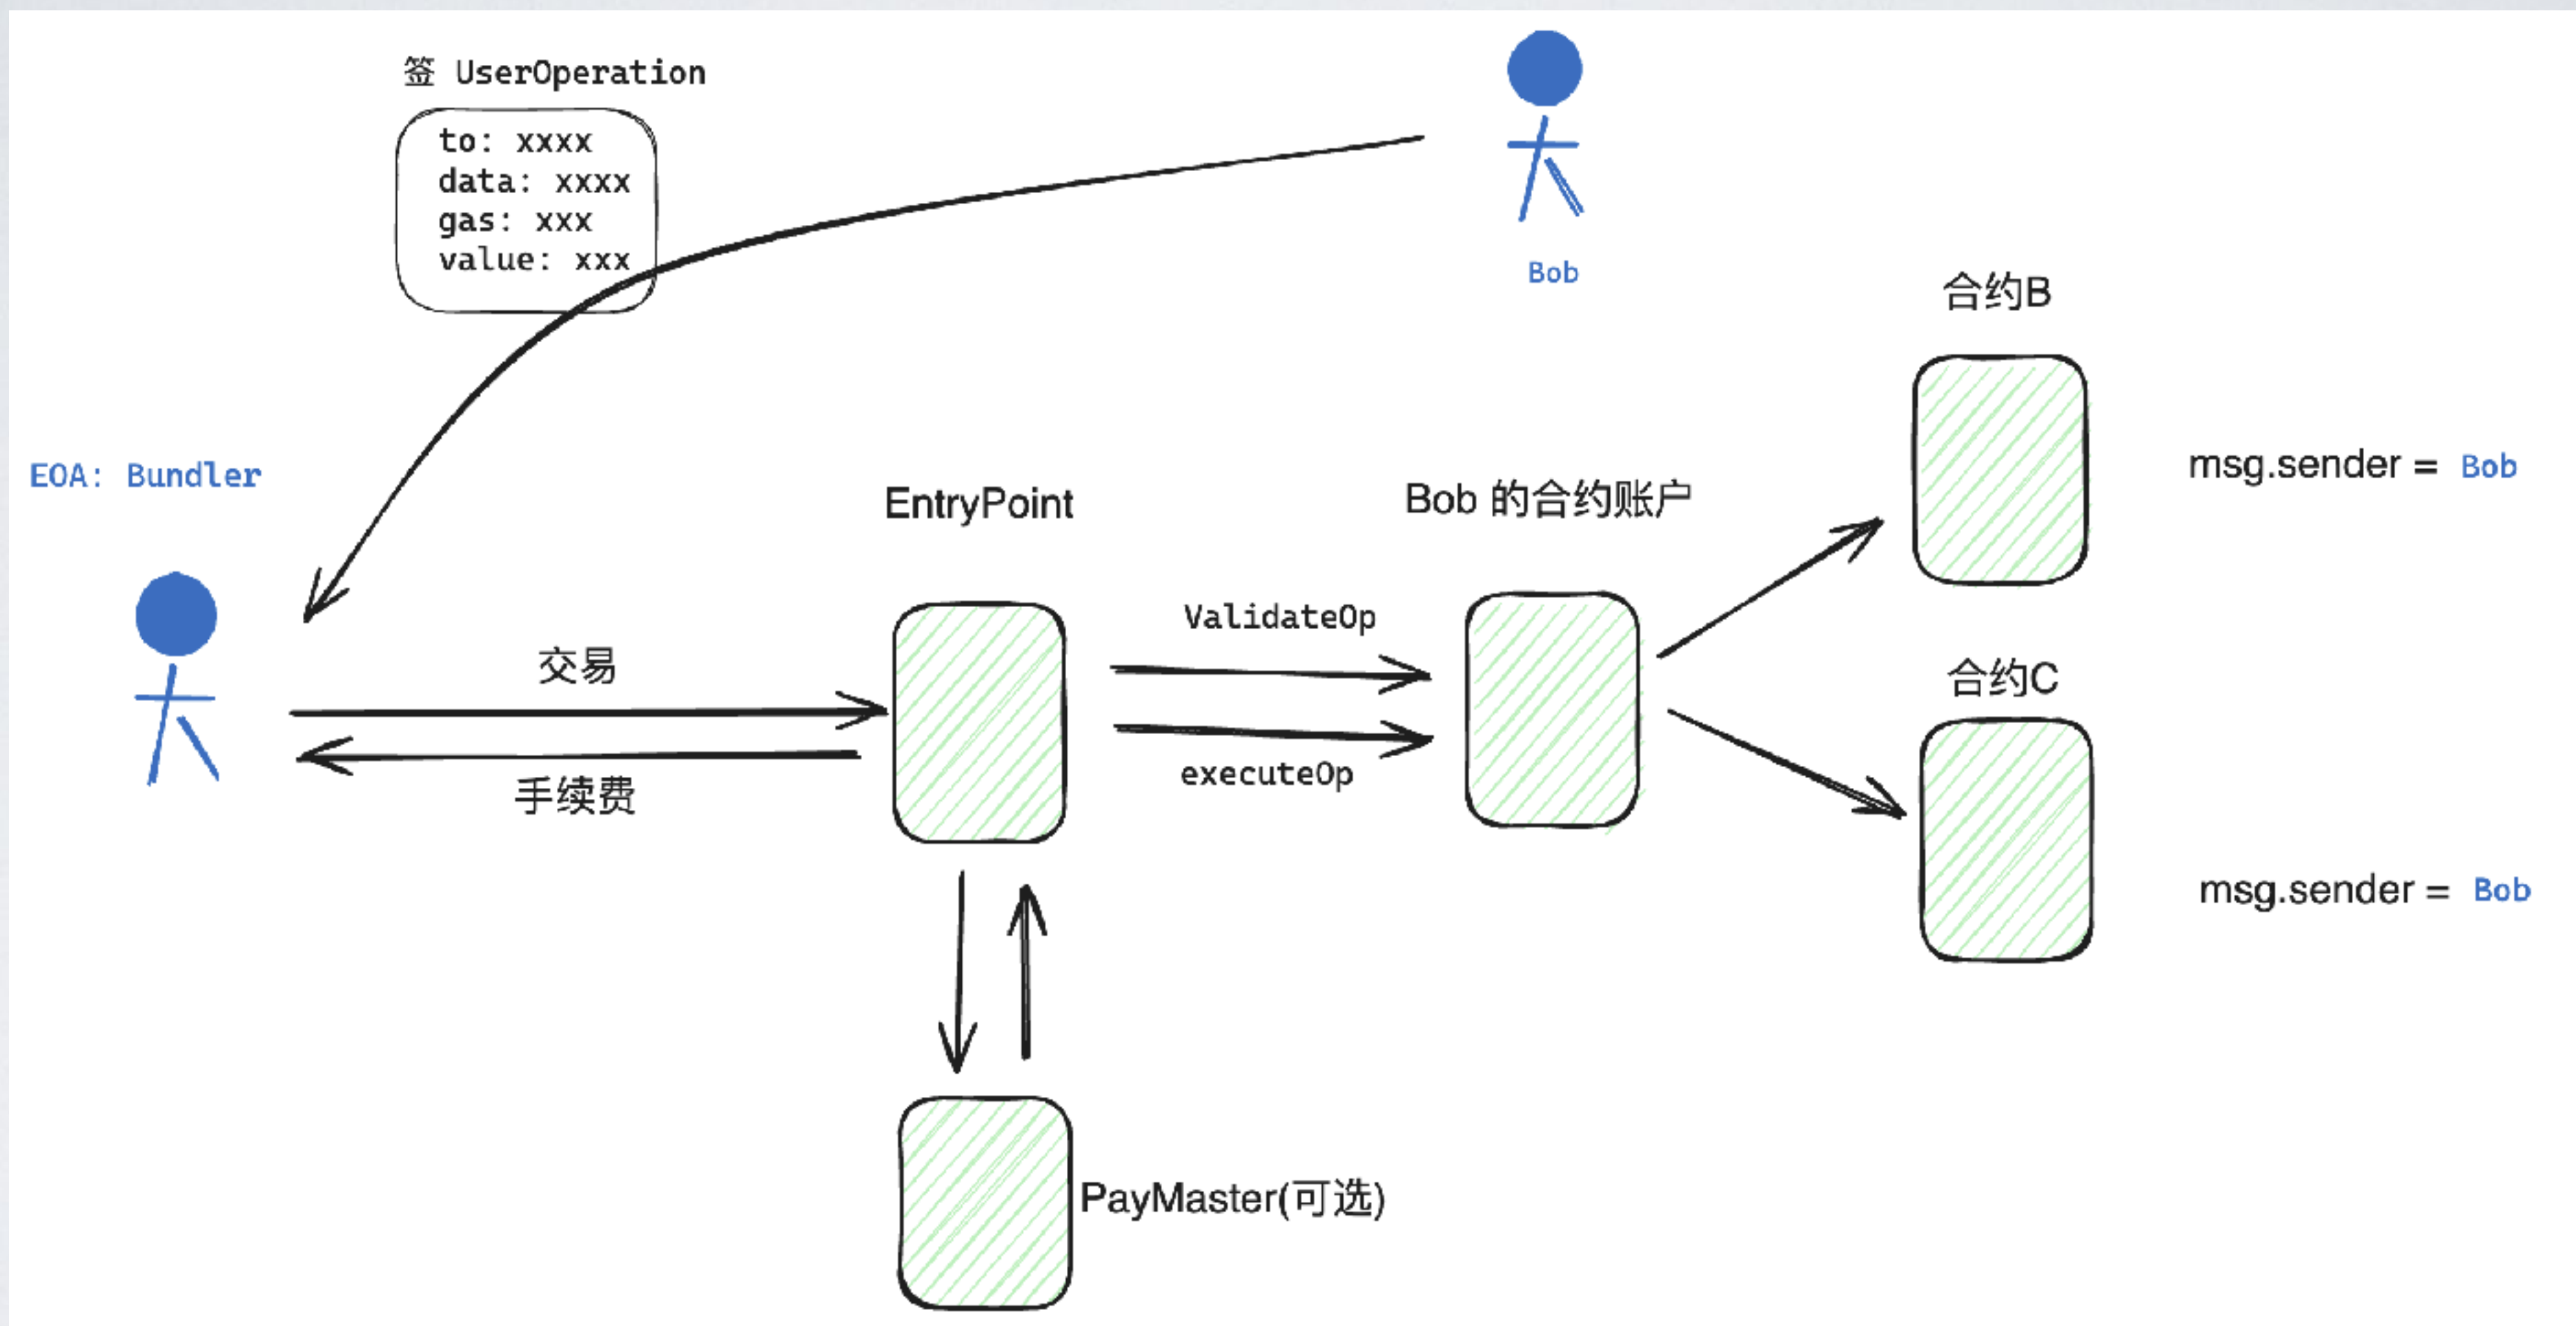 签 UserOperation
to: xxxx
data: xxxx
gas: xxx
value: xxx
Bob
合约B
EOA: Bundler
EntryPoint
Bob 的合约账户
msg.sender = Bob
ValidateOp
交易
合约C
手续费
executeOp
msg.sender = Bob
PayMaster(可选)